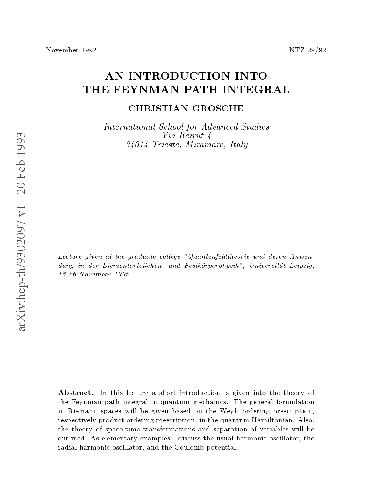 November 1992 NTZ 29/92
AN INTRODUCTION INTO
THE FEYNMAN PATH INTEGRAL
CHRISTIAN GROSCHE
International School for Advanced Studies
Via Beirut 4
34014 Trieste, Miramare, Italy
Lecture given at the graduate college "Quantenfeldtheorie und deren Anwen-
dung in der Elementarteilchen- und Festkörperphysik", Universität Leipzig,
16-26 November 1992.
Abstract. In this lecture a short introduction is given into the theory of
the Feynman path integral in quantum mechanics. The general formulation
in Riemann spaces will be given based on the Weyl-ordering prescription,
respectively product ordering prescription, in the quantum Hamiltonian. Also,
the theory of space-time transformations and separation of variables will be
outlined. As elementary examples I discuss the usual harmonic oscillator, the
radial harmonic oscillator, and the Coulomb potential.
arXiv:hep-th/9302097 v1 20 Feb 1993